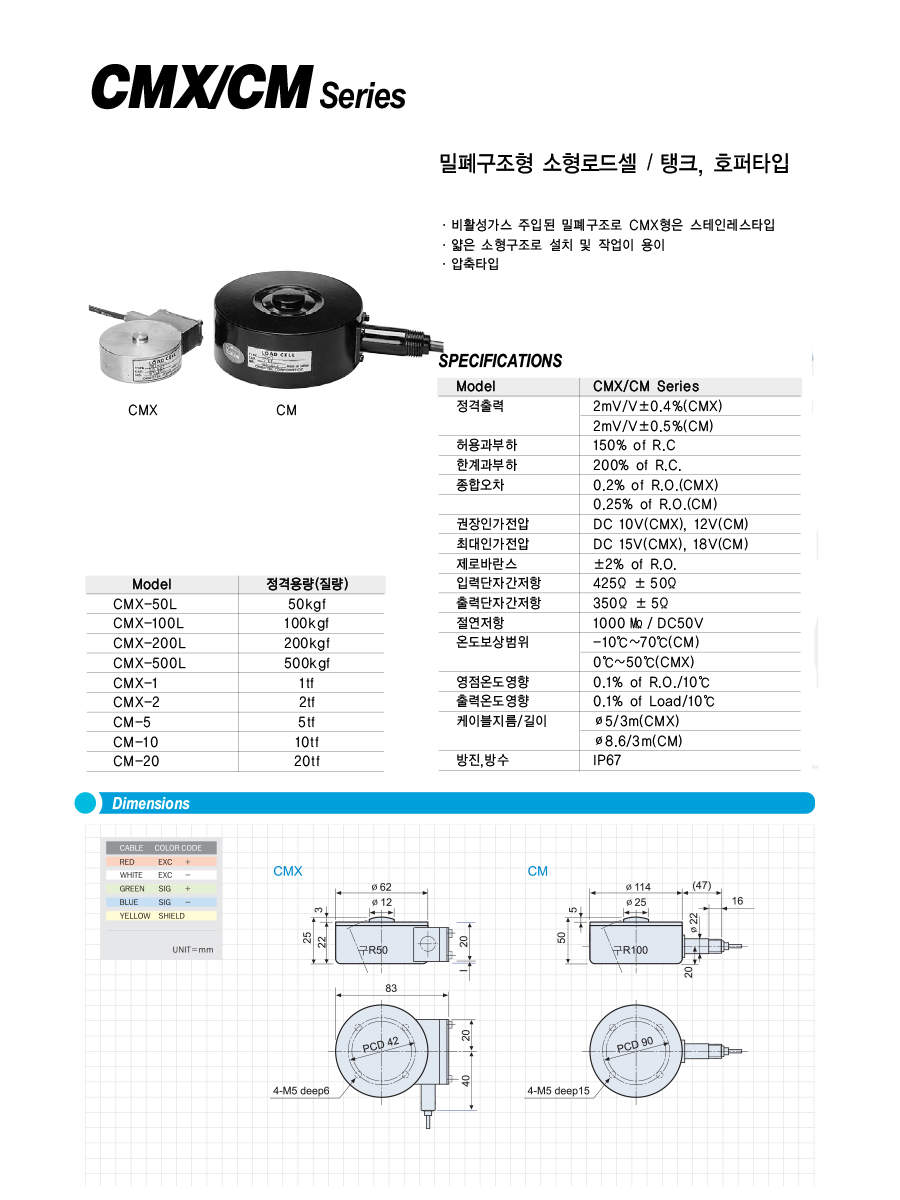 CMX/CM Series
밀폐구조형 소형로드셀 / 탱크, 호퍼타입
· 비활성가스 주입된 밀폐구조로 CMX형은 스테인레스타입
· 얇은 소형구조로 설치 및 작업이 용이
· 압축타입
LOAD CELL
LOAD CELL
CMX CM
SPECIFICATIONS
Model CMX/CM Series
정격출력 2mV/V±0.4%(CMX)
2mV/V±0.5%(CM)
허용과부하 150% of R.C
한계과부하 200% of R.C.
종합오차 0.2% of R.O.(CMX)
0.25% of R.O.(CM)
권장인가전압 DC 10V(CMX), 12V(CM)
최대인가전압 DC 15V(CMX), 18V(CM)
제로바란스 ±2% of R.O.
입력단자간저항 425Ω ± 50Ω
출력단자간저항 350Ω ± 5Ω
절연저항 1000 ㏁ / DC50V
온도보상범위 -10℃~70℃(CM)
0℃~50℃(CMX)
영점온도영향 0.1% of R.O./10℃
출력온도영향 0.1% of Load/10℃
케이블지름/길이 ø5/3m(CMX)
ø8.6/3m(CM)
방진,방수 IP67
Model 정격용량(질량)
CMX-50L 50kgf
CMX-100L 100kgf
CMX-200L 200kgf
CMX-500L 500kgf
CMX-1 1tf
CMX-2 2tf
CM-5 5tf
CM-10 10tf
CM-20 20tf
Dimensions
CABLE COLOR CODE
RED EXC +
WHITE EXC -
GREEN SIG +
BLUE SIG -
YELLOW SHIELD
UNIT=mm
CMX
ø 62
ø 12
3
25
22
구R50
20
1
83
PCD 42
20
40
4-M5 deep6
CM
ø 114
(47)
ø 25
16
5
50
ø 22
구R100
20
PCD 90
4-M5 deep15